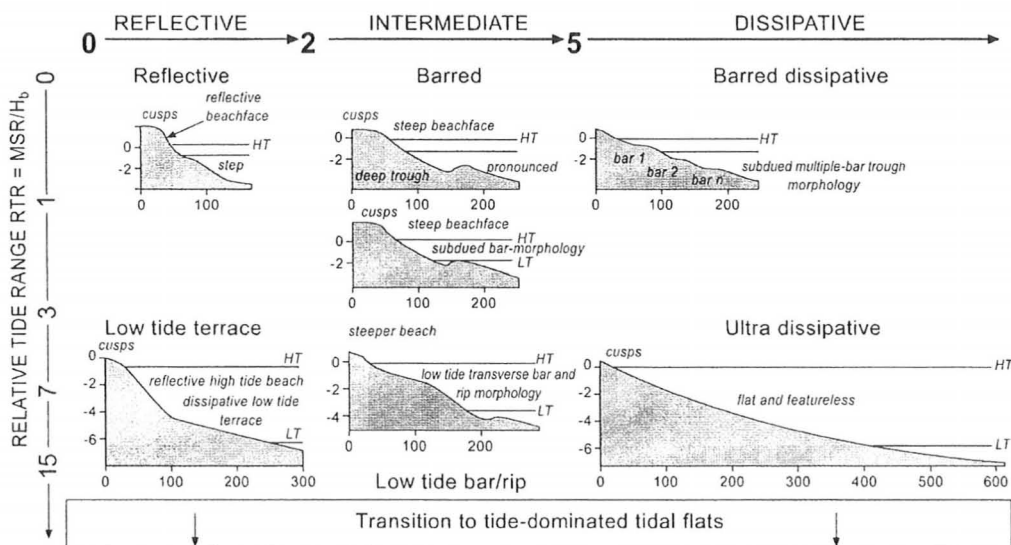 REFLECTIVE
INTERMEDIATE
DISSIPATIVE
0
2
5
RELATIVE TIDE RANGE RTR = MSR/Hb
0
1
3
7
15
Reflective
cusps
reflective
beachface
HT
step
0
-2
0
100
Barred
steep beachface
HT
pronounced
deep trough
0
-2
0
100
200
Barred dissipative
HT
bar 1
bar 2
bar n
subdued multiple-bar trough
morphology
0
-2
0
100
200
cusps
steep beachface
HT
subdued bar-morphology
LT
0
-2
0
100
200
Low tide terrace
cusps
HT
reflective high tide beach
dissipative low tide
terrace
LT
0
-2
-4
-6
0
100
200
300
steeper beach
HT
low tide transverse bar and
rip morphology
LT
0
-2
-4
0
100
200
Low tide bar/rip
Ultra dissipative
cusps
HT
flat and featureless
LT
0
-2
-4
-6
0
100
200
300
400
500
600
Transition to tide-dominated tidal flats